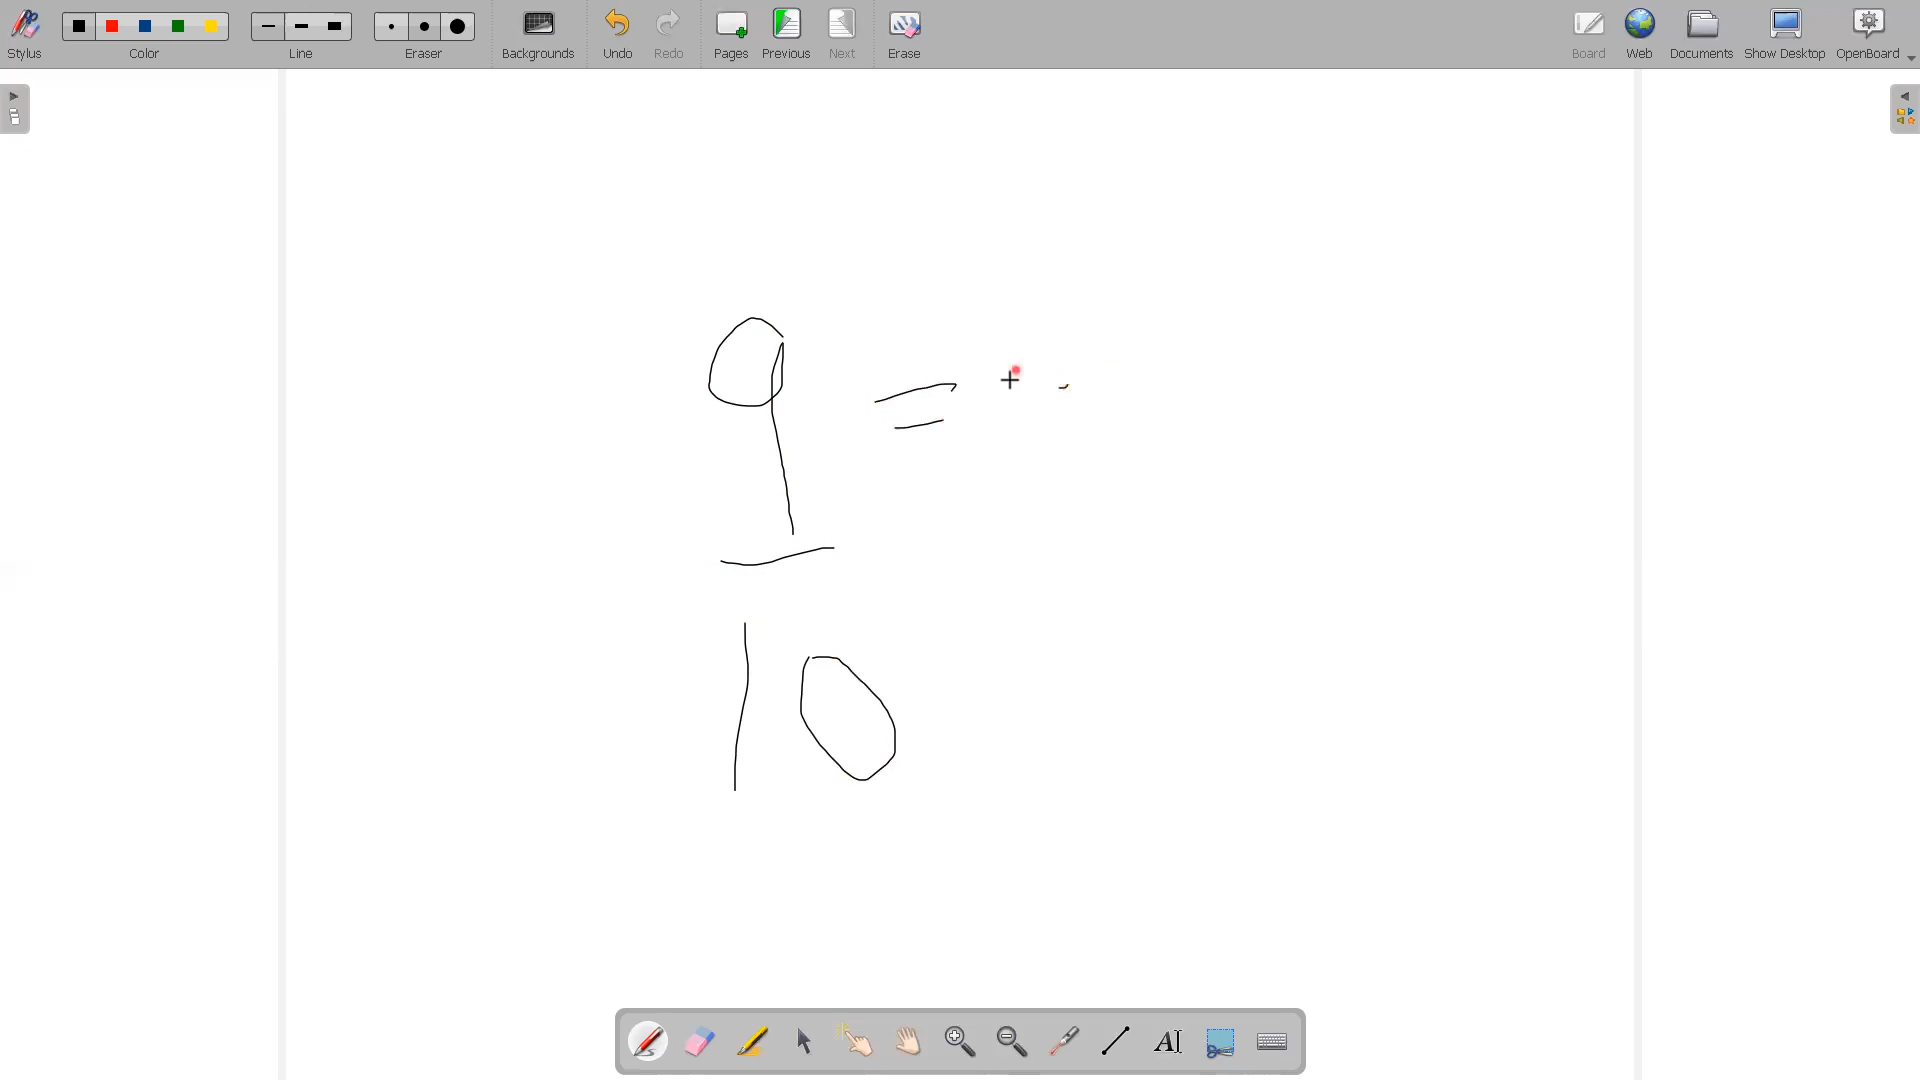 Stylus Color Line Eraser Backgrounds Undo Redo Pages Previous Next Erase Board Web Documents Show Desktop OpenBoard
9 =
10